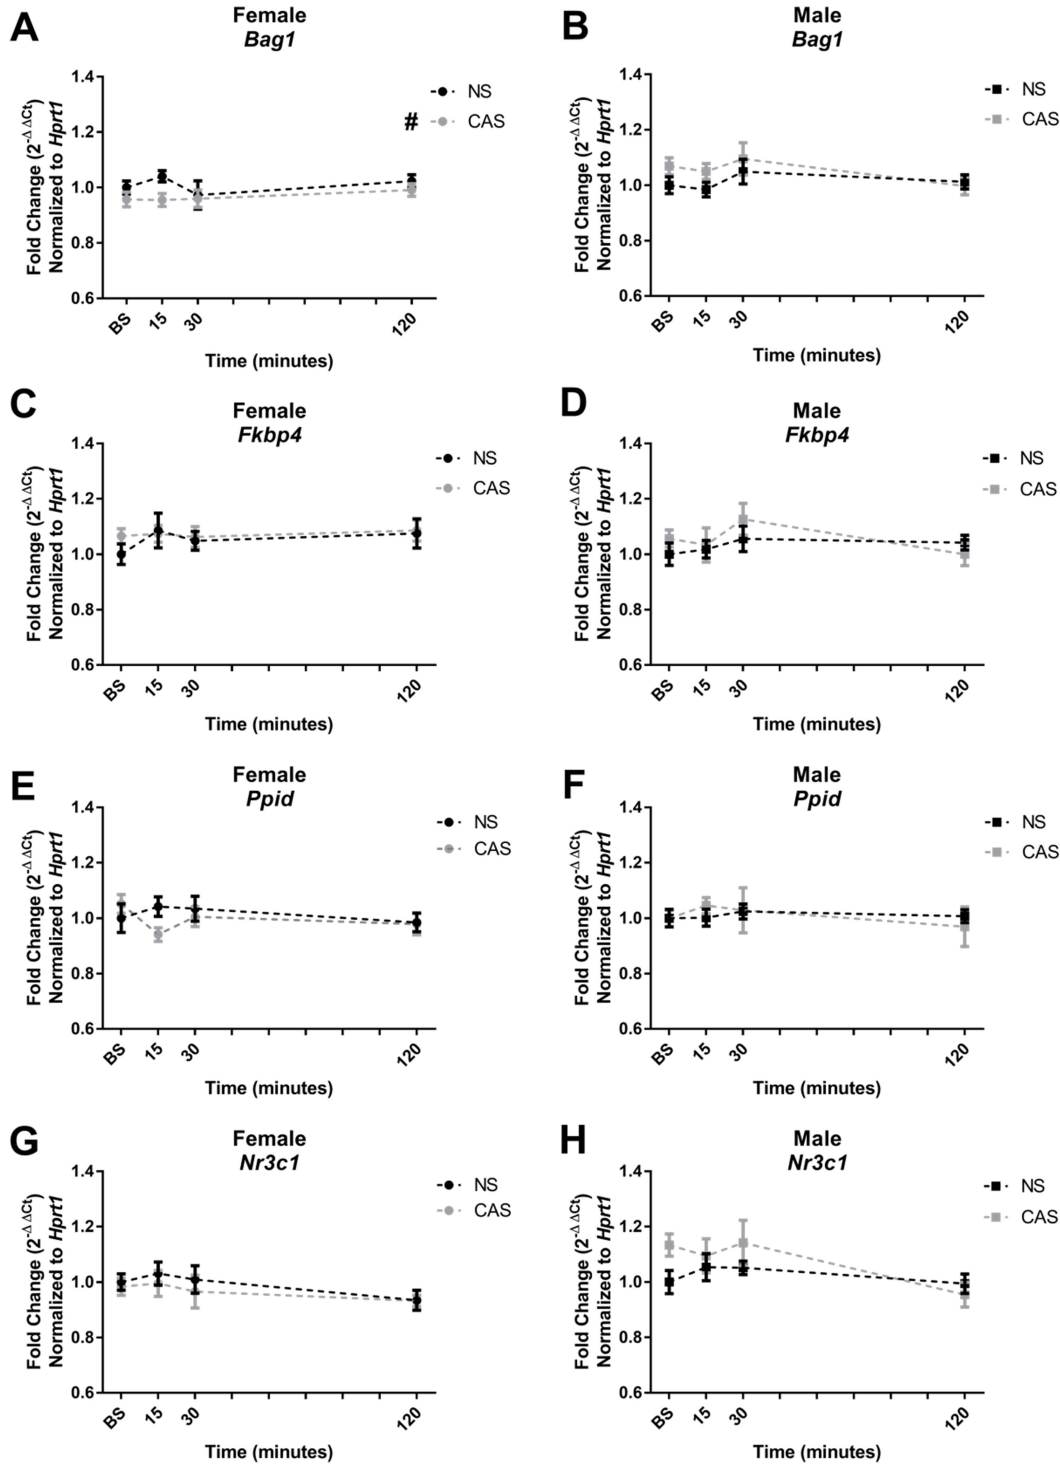 A
Female
Bag1
Fold Change (2-Δ ΔCt)
Normalized to Hprt1
1.4
1.2
1.0
0.8
0.6
#
NS
CAS
BS
15
30
120
Time (minutes)
B
Male
Bag1
Fold Change (2-Δ ΔCt)
Normalized to Hprt1
1.4
1.2
1.0
0.8
0.6
NS
CAS
BS
15
30
120
Time (minutes)
C
Female
Fkbp4
Fold Change (2-Δ ΔCt)
Normalized to Hprt1
1.4
1.2
1.0
0.8
0.6
NS
CAS
BS
15
30
120
Time (minutes)
D
Male
Fkbp4
Fold Change (2-Δ ΔCt)
Normalized to Hprt1
1.4
1.2
1.0
0.8
0.6
NS
CAS
BS
15
30
120
Time (minutes)
E
Female
Ppid
Fold Change (2-Δ ΔCt)
Normalized to Hprt1
1.4
1.2
1.0
0.8
0.6
NS
CAS
BS
15
30
120
Time (minutes)
F
Male
Ppid
Fold Change (2-Δ ΔCt)
Normalized to Hprt1
1.4
1.2
1.0
0.8
0.6
NS
CAS
BS
15
30
120
Time (minutes)
G
Female
Nr3c1
Fold Change (2-Δ ΔCt)
Normalized to Hprt1
1.4
1.2
1.0
0.8
0.6
NS
CAS
BS
15
30
120
Time (minutes)
H
Male
Nr3c1
Fold Change (2-Δ ΔCt)
Normalized to Hprt1
1.4
1.2
1.0
0.8
0.6
NS
CAS
BS
15
30
120
Time (minutes)